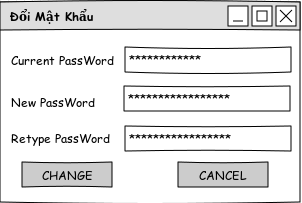 Đổi Mật Khẩu
Current PassWord ************
New PassWord *****************
Retype PassWord *****************
CHANGE CANCEL